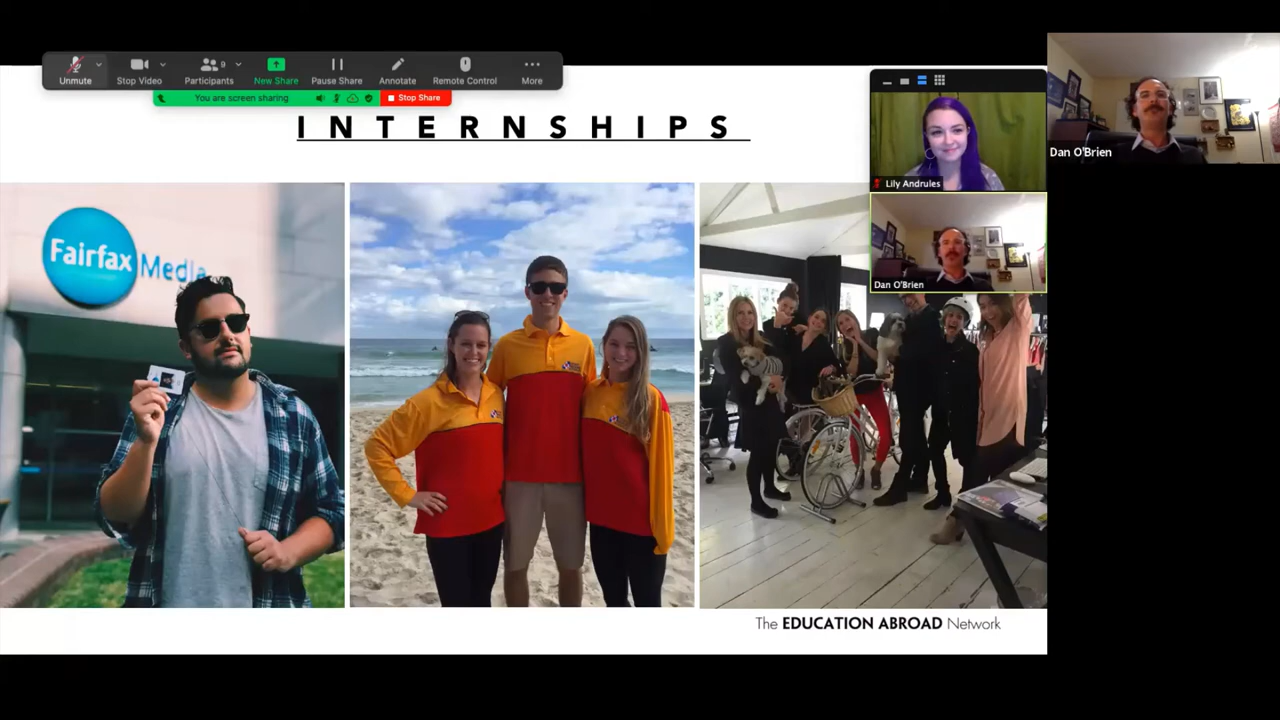 9
Unmute
Stop Video
Participants
New Share
Pause Share
Annotate
Remote Control
More
You are screen sharing
Stop Share
INTERNSHIPS
Fairfax Media
Lily Andrules
Dan O'Brien
Dan O'Brien
The EDUCATION ABROAD Network